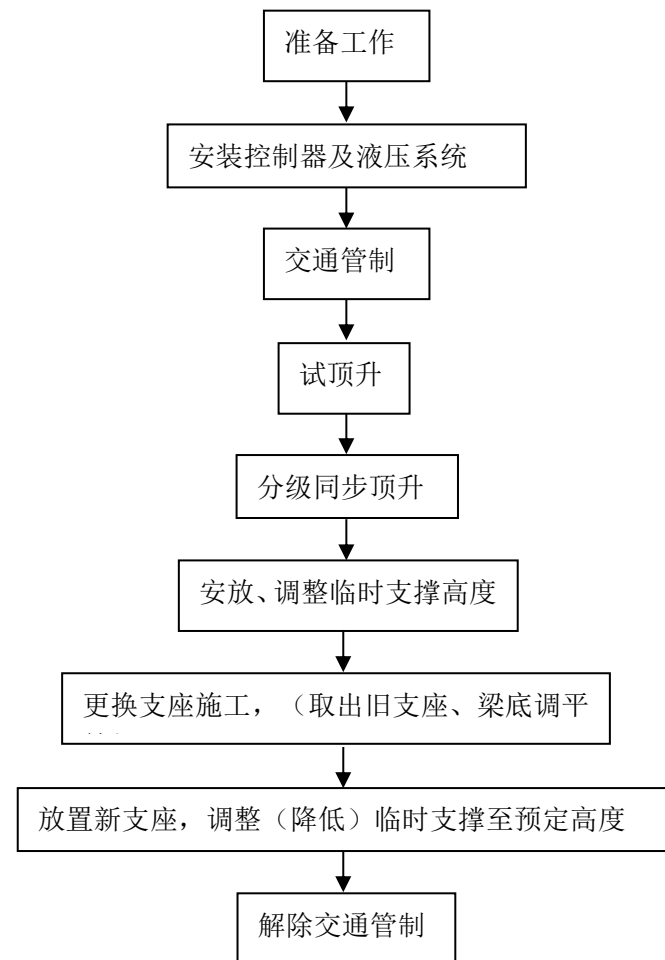 准备工作
安装控制器及液压系统
交通管制
试顶升
分级同步顶升
安放、调整临时支撑高度
更换支座施工，（取出旧支座、梁底调平
放置新支座，调整（降低）临时支撑至预定高度
解除交通管制